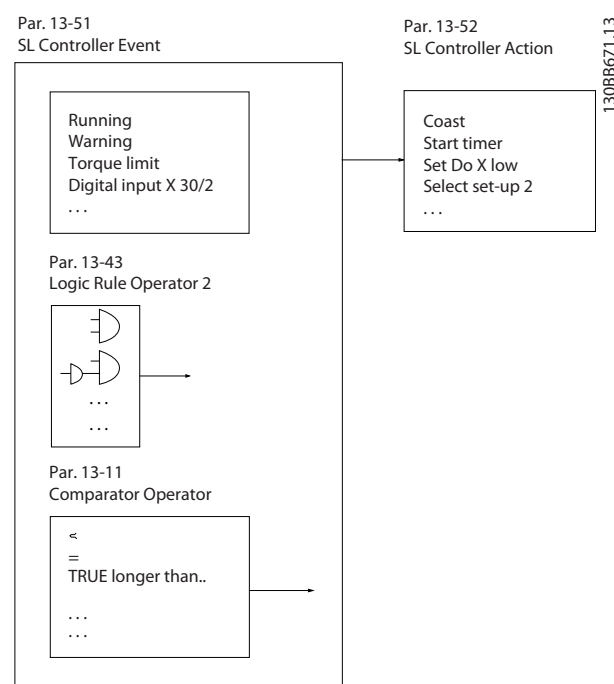 Par. 13-51
SL Controller Event
Par. 13-52
SL Controller Action
130BB671.13
Running
Warning
Torque limit
Digital input X 30/2
. . .
Coast
Start timer
Set Do X low
Select set-up 2
. . .
Par. 13-43
Logic Rule Operator 2
. . .
. . .
Par. 13-11
Comparator Operator
=
TRUE longer than..
. . .
. . .